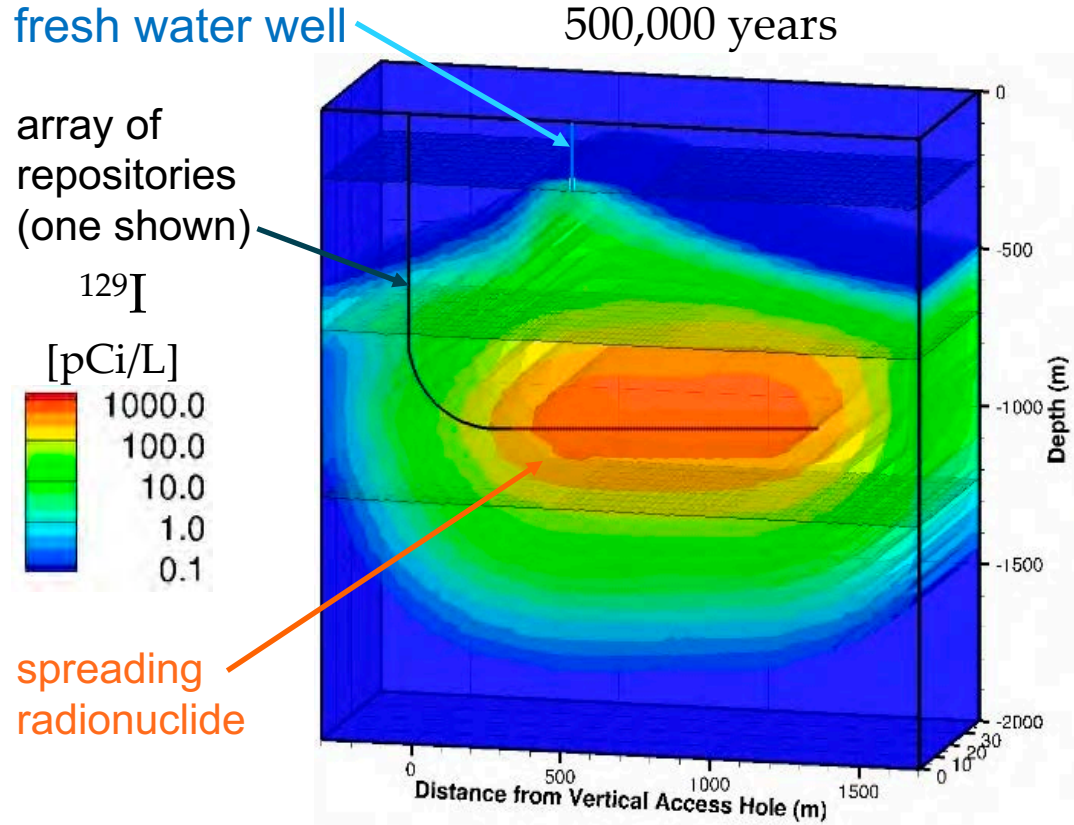 fresh water well
500,000 years
array of
repositories
(one shown)
¹²⁹I
[pCi/L]
1000.0
100.0
10.0
1.0
0.1
spreading
radionuclide
0
-500
-1000
-1500
-2000
Depth (m)
30
20
10
0
0
500
1000
1500
Distance from Vertical Access Hole (m)